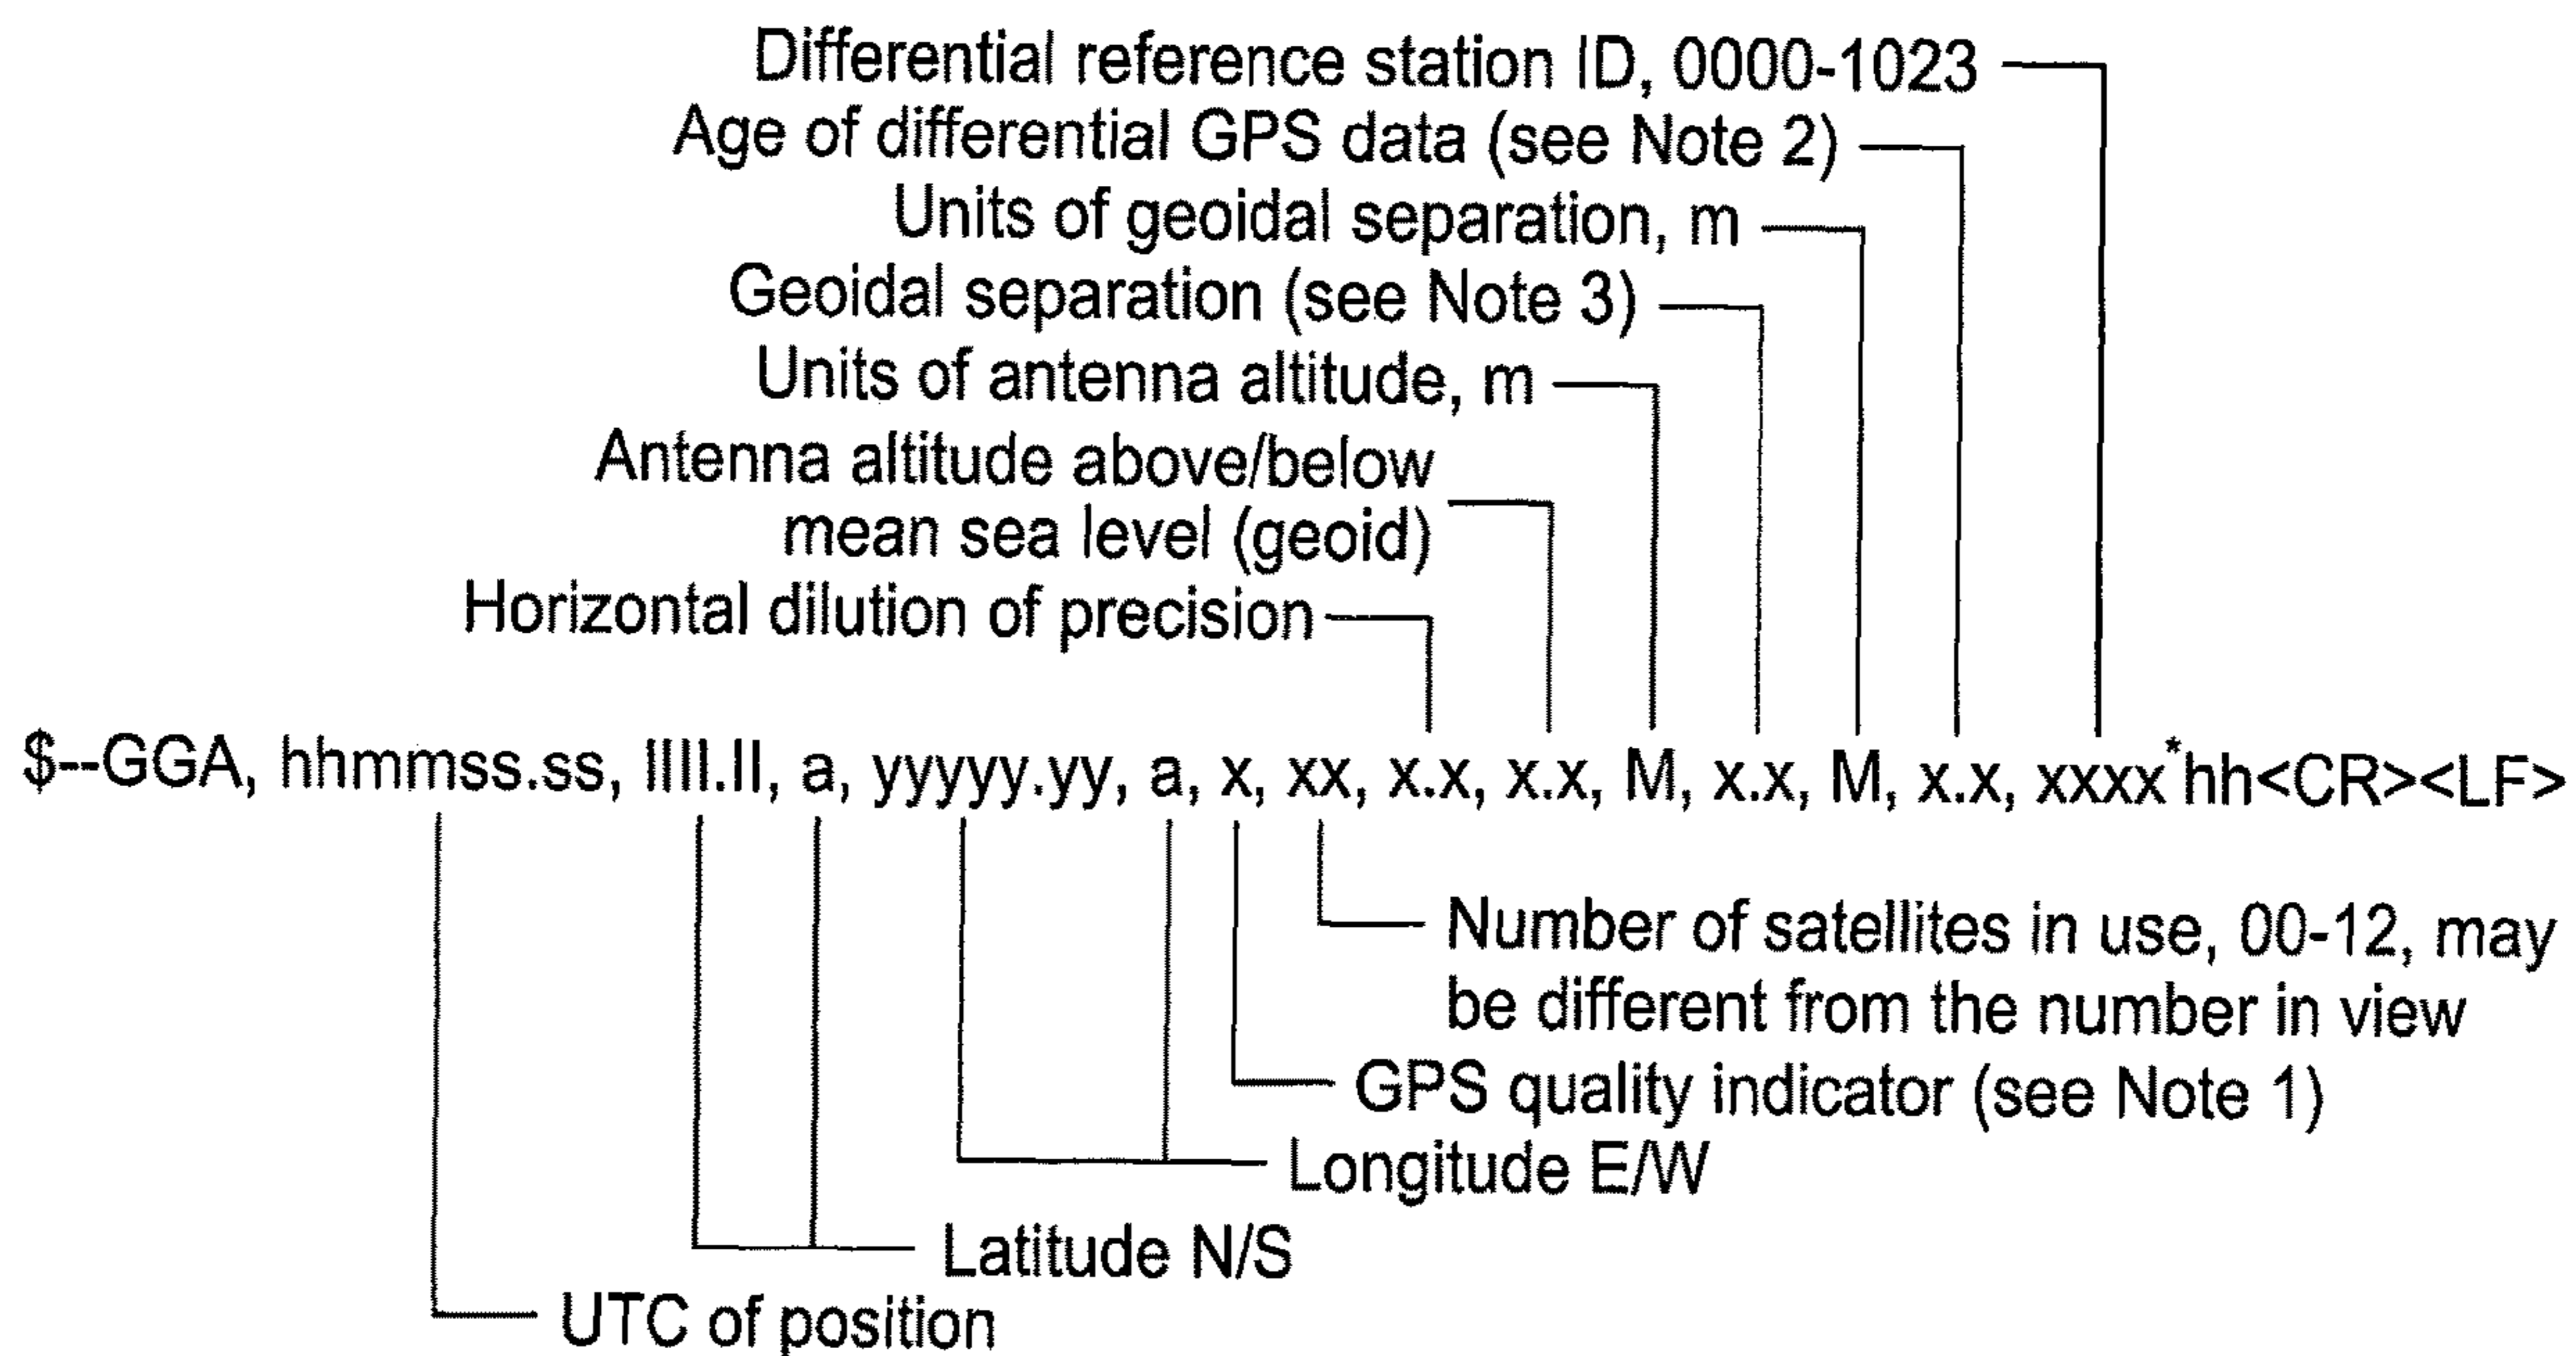 Differential reference station ID, 0000-1023
Age of differential GPS data (see Note 2)
Units of geoidal separation, m
Geoidal separation (see Note 3)
Units of antenna altitude, m
Antenna altitude above/below
mean sea level (geoid)
Horizontal dilution of precision
$--GGA, hhmmss.ss, llll.ll, a, yyyyy.yy, a, x, xx, x.x, x.x, M, x.x, M, x.x, xxxx*hh<CR><LF>
Number of satellites in use, 00-12, may
be different from the number in view
GPS quality indicator (see Note 1)
Longitude E/W
Latitude N/S
UTC of position